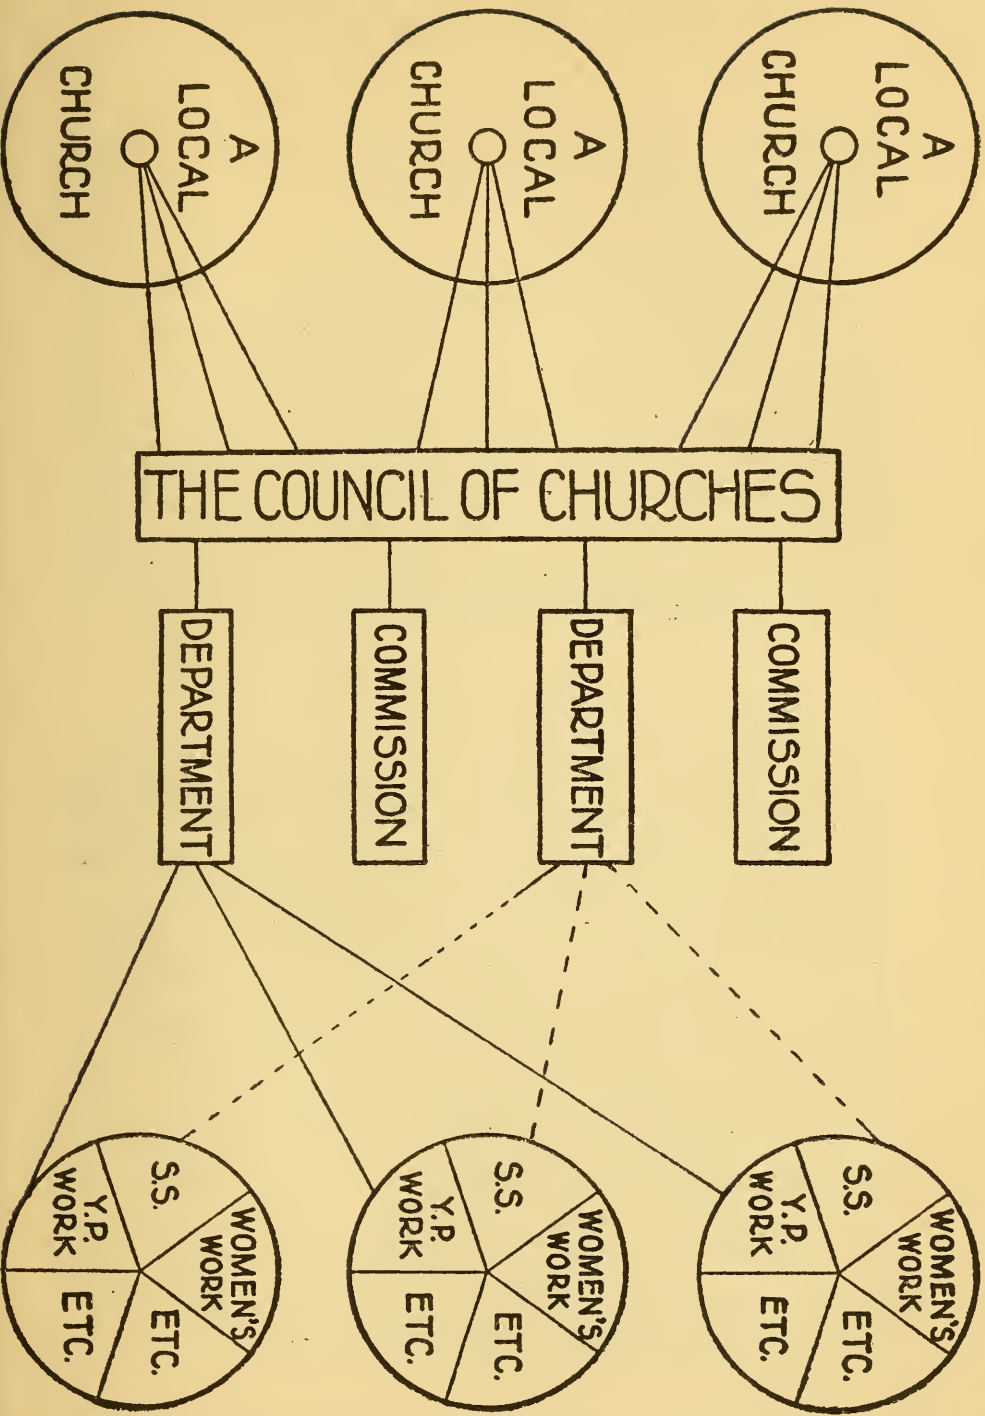 A
LOCAL
CHURCH
A
LOCAL
CHURCH
A
LOCAL
CHURCH
THE COUNCIL OF CHURCHES
DEPARTMENT
COMMISSION
DEPARTMENT
COMMISSION
WOMEN'S
WORK
S.S.
Y.P.
WORK
ETC.
ETC.
WOMEN'S
WORK
S.S.
Y.P.
WORK
ETC.
ETC.
WOMEN'S
WORK
S.S.
Y.P.
WORK
ETC.
ETC.